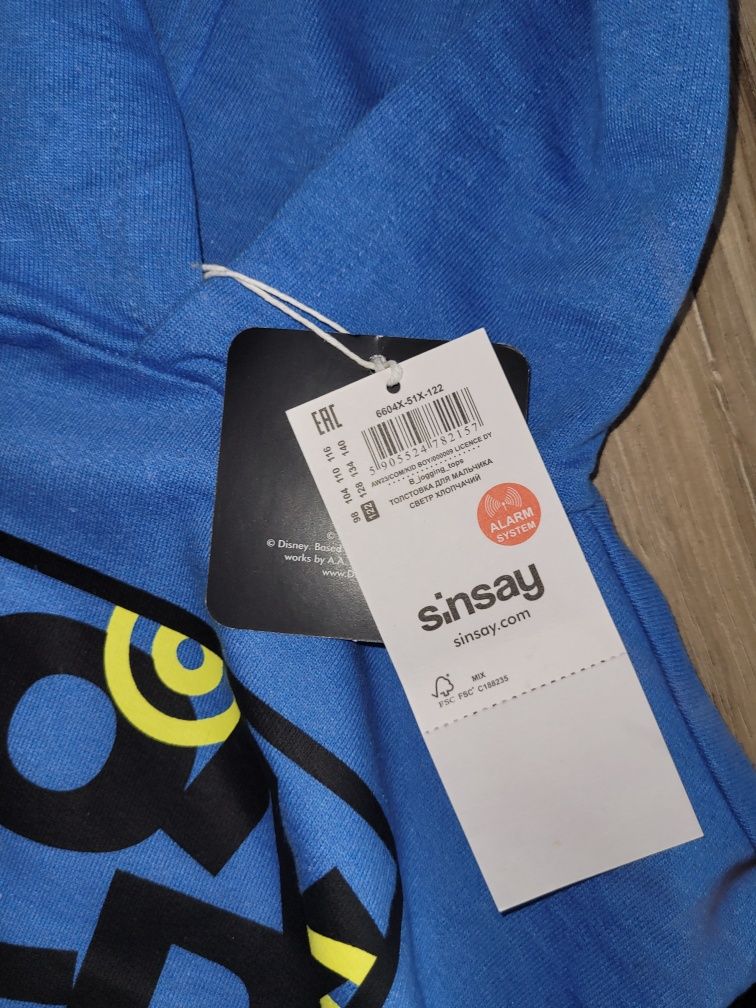 EAC
6604X-51X-122
5 905524 782157
AW23/COM/KID BOY/000009 LICENCE DY
B_jogging_tops
ТОЛСТОВКА ДЛЯ МАЛЬЧИКА
СВЕТР ХЛОПЧАЧИЙ
98 104 110 116
122 128 134 140
ALARM
SYSTEM
sinsay
sinsay.com
FSC
MIX
FSC® C188235
©
© Disney. Based
works by A.A.
www.D